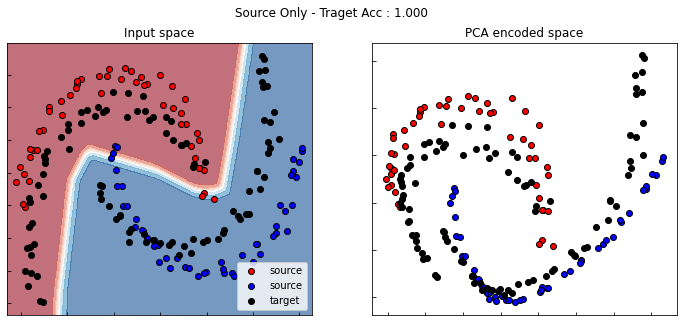 Source Only - Traget Acc : 1.000
Input space
PCA encoded space
source
source
target